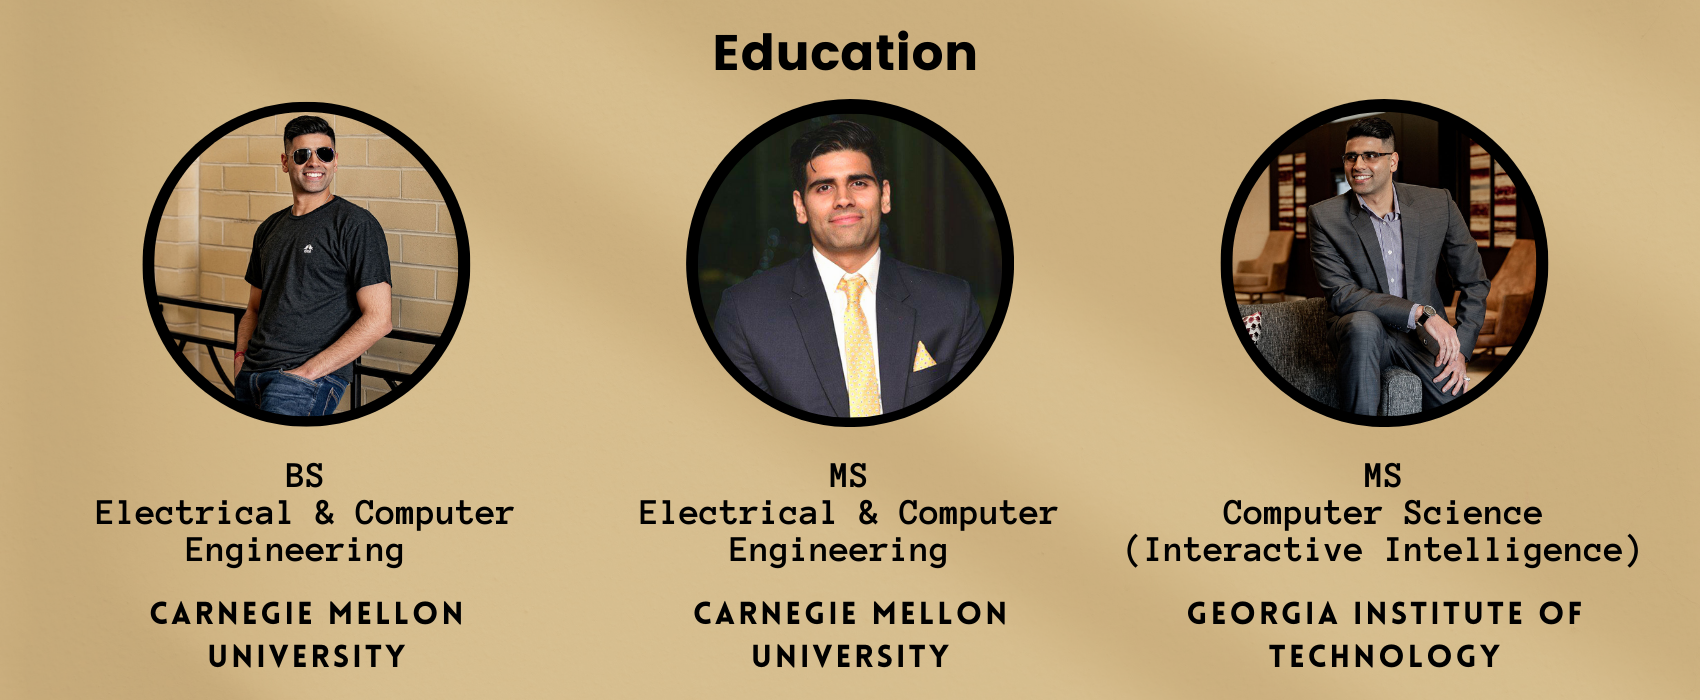 Education
BS
Electrical & Computer
Engineering
CARNEGIE MELLON
UNIVERSITY
MS
Electrical & Computer
Engineering
CARNEGIE MELLON
UNIVERSITY
MS
Computer Science
(Interactive Intelligence)
GEORGIA INSTITUTE OF
TECHNOLOGY